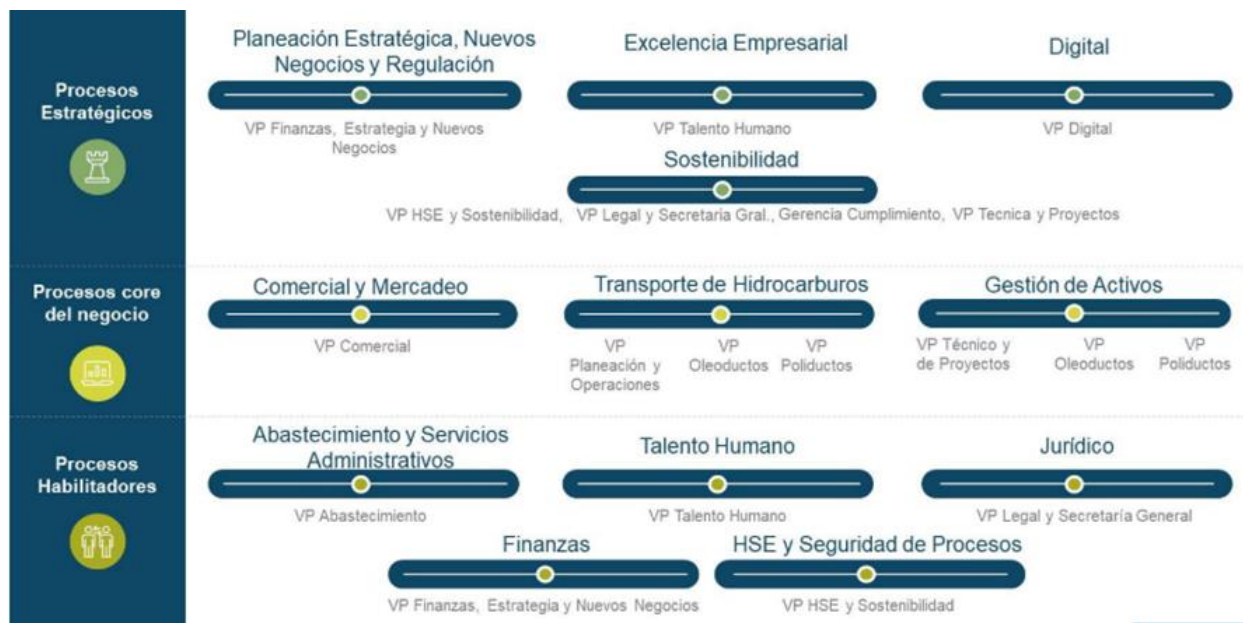 Procesos
Estratégicos
Planeación Estratégica, Nuevos
Negocios y Regulación
VP Finanzas, Estrategia y Nuevos
Negocios
Excelencia Empresarial
VP Talento Humano
Digital
VP Digital
Sostenibilidad
VP HSE y Sostenibilidad, VP Legal y Secretaria Gral., Gerencia Cumplimiento, VP Tecnica y Proyectos
Procesos core
del negocio
Comercial y Mercadeo
VP Comercial
Transporte de Hidrocarburos
VP
Planeación y
Operaciones
VP
Oleoductos
VP
Poliductos
Gestión de Activos
VP Técnico y
de Proyectos
VP
Oleoductos
VP
Poliductos
Procesos
Habilitadores
Abastecimiento y Servicios
Administrativos
VP Abastecimiento
Talento Humano
VP Talento Humano
Jurídico
VP Legal y Secretaría General
Finanzas
VP Finanzas, Estrategia y Nuevos Negocios
HSE y Seguridad de Procesos
VP HSE y Sostenibilidad